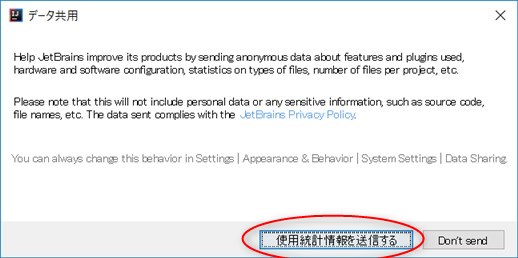 IJ データ共用
Help JetBrains improve its products by sending anonymous data about features and plugins used,
hardware and software configuration, statistics on types of files, number of files per project, etc.
Please note that this will not include personal data or any sensitive information, such as source code,
file names, etc. The data sent complies with the JetBrains Privacy Policy.
You can always change this behavior in Settings | Appearance & Behavior | System Settings | Data Sharing.
使用統計情報を送信する Don't send